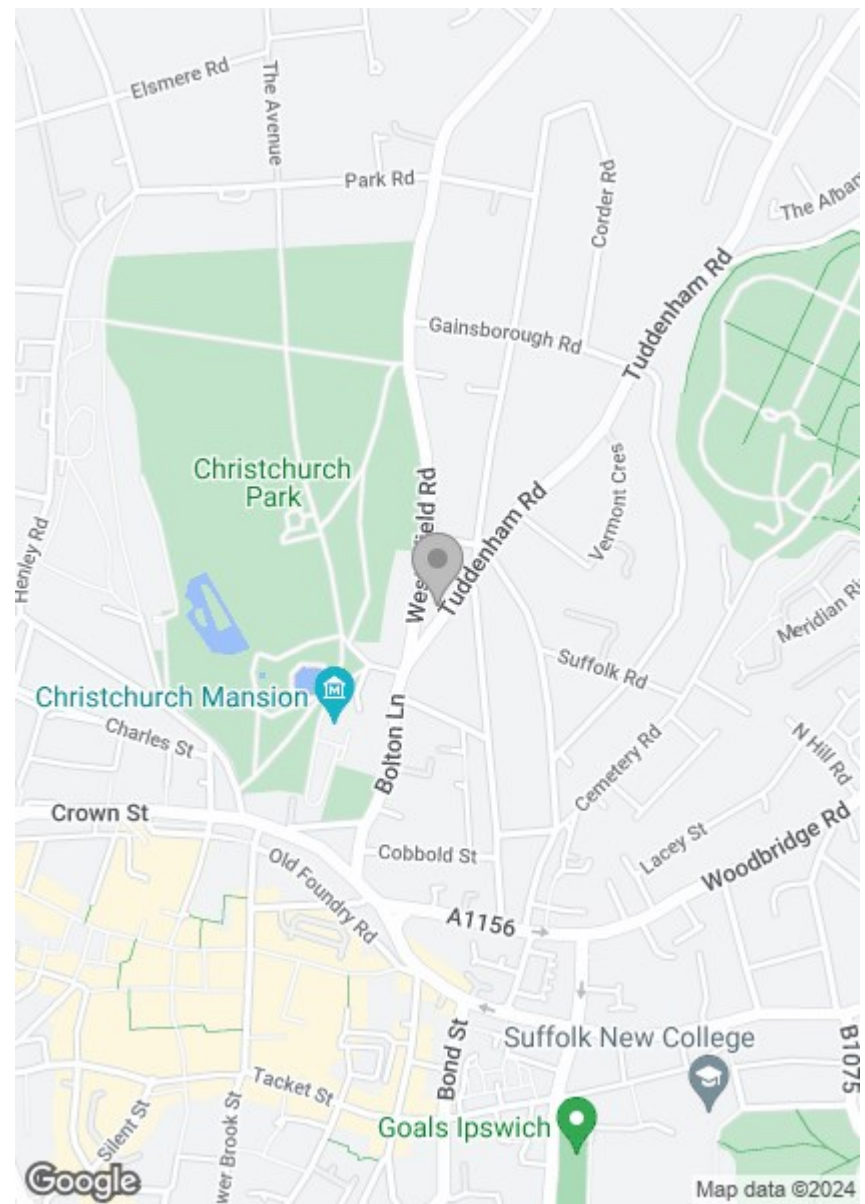 Elsmere Rd
The Avenue
Park Rd
Corder Rd
The Alban
Tuddenham Rd
Gainsborough Rd
Christchurch
Park
Henley Rd
Vermont Cres
Tuddenham Rd
Meridian Ri
Suffolk Rd
Christchurch Mansion
Charles St
Bolton Ln
Cemetery Rd
N Hill Rd
Crown St
Old Foundry Rd
Cobbold St
Lacey St
Woodbridge Rd
A1156
Suffolk New College
Bond St
B1075
Tacket St
Silent St
wer Brook St
Goals Ipswich
Google
Map data ©2024